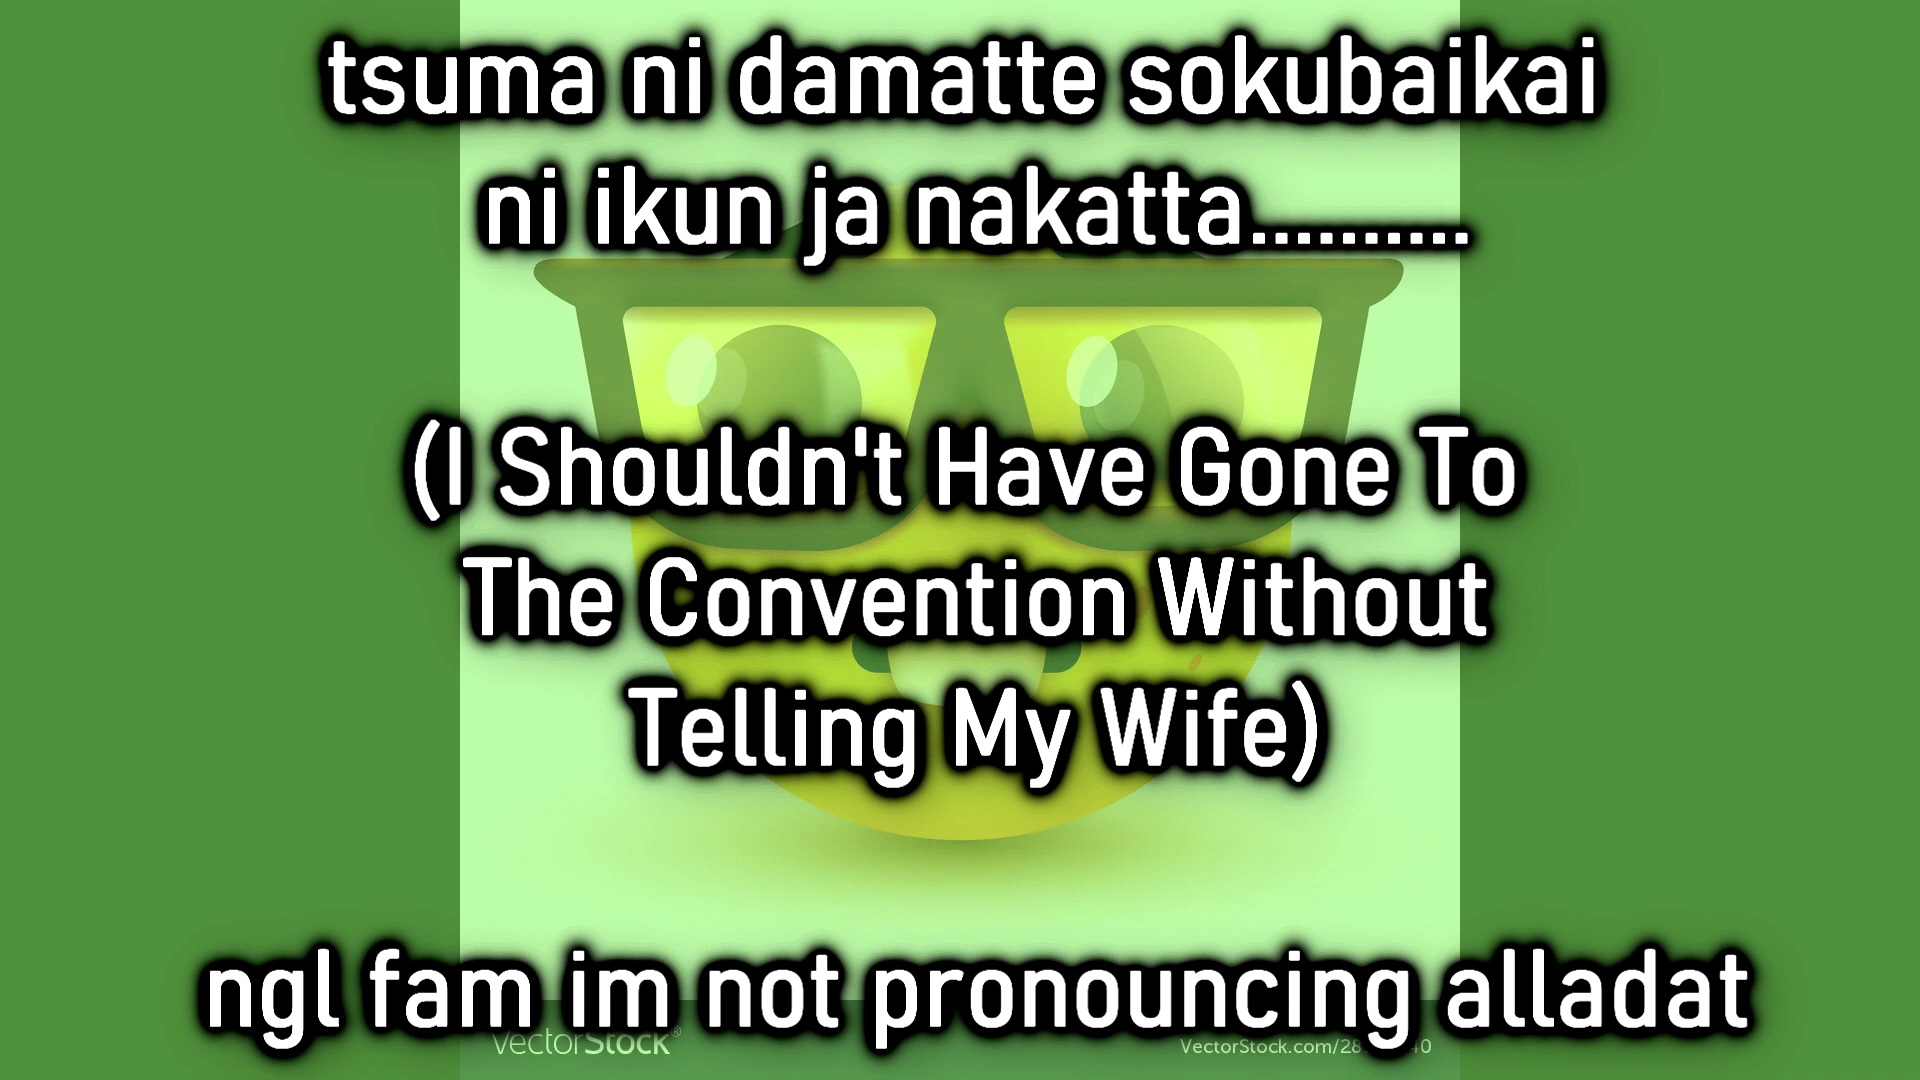 tsuma ni damatte sokubaikai
ni ikun ja nakatta..........
(I Shouldn't Have Gone To
The Convention Without
Telling My Wife)
ngl fam im not pronouncing alladat
VectorStock®